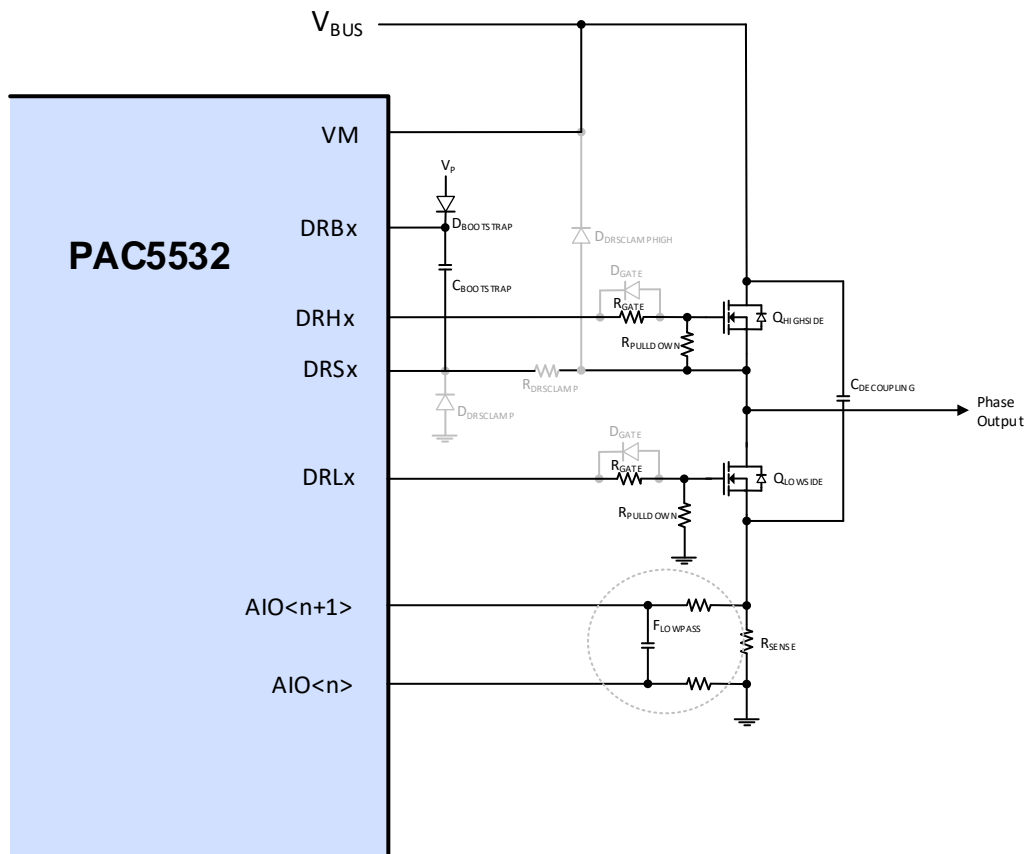 VBUS
VM
VP
DRBx
DBOOTSTRAP
DDRSCLAMPHIGH
PAC5532
CBOOTSTRAP
DGATE
RGATE
DRHx
QHIGHSIDE
RPULLDOWN
DRSx
RDRSCLAMP
CDECOUPLING
Phase
Output
DDRSCLAMP
DGATE
RGATE
DRLx
QLOWSIDE
RPULLDOWN
AIO<n+1>
FLOWPASS
RSENSE
AIO<n>